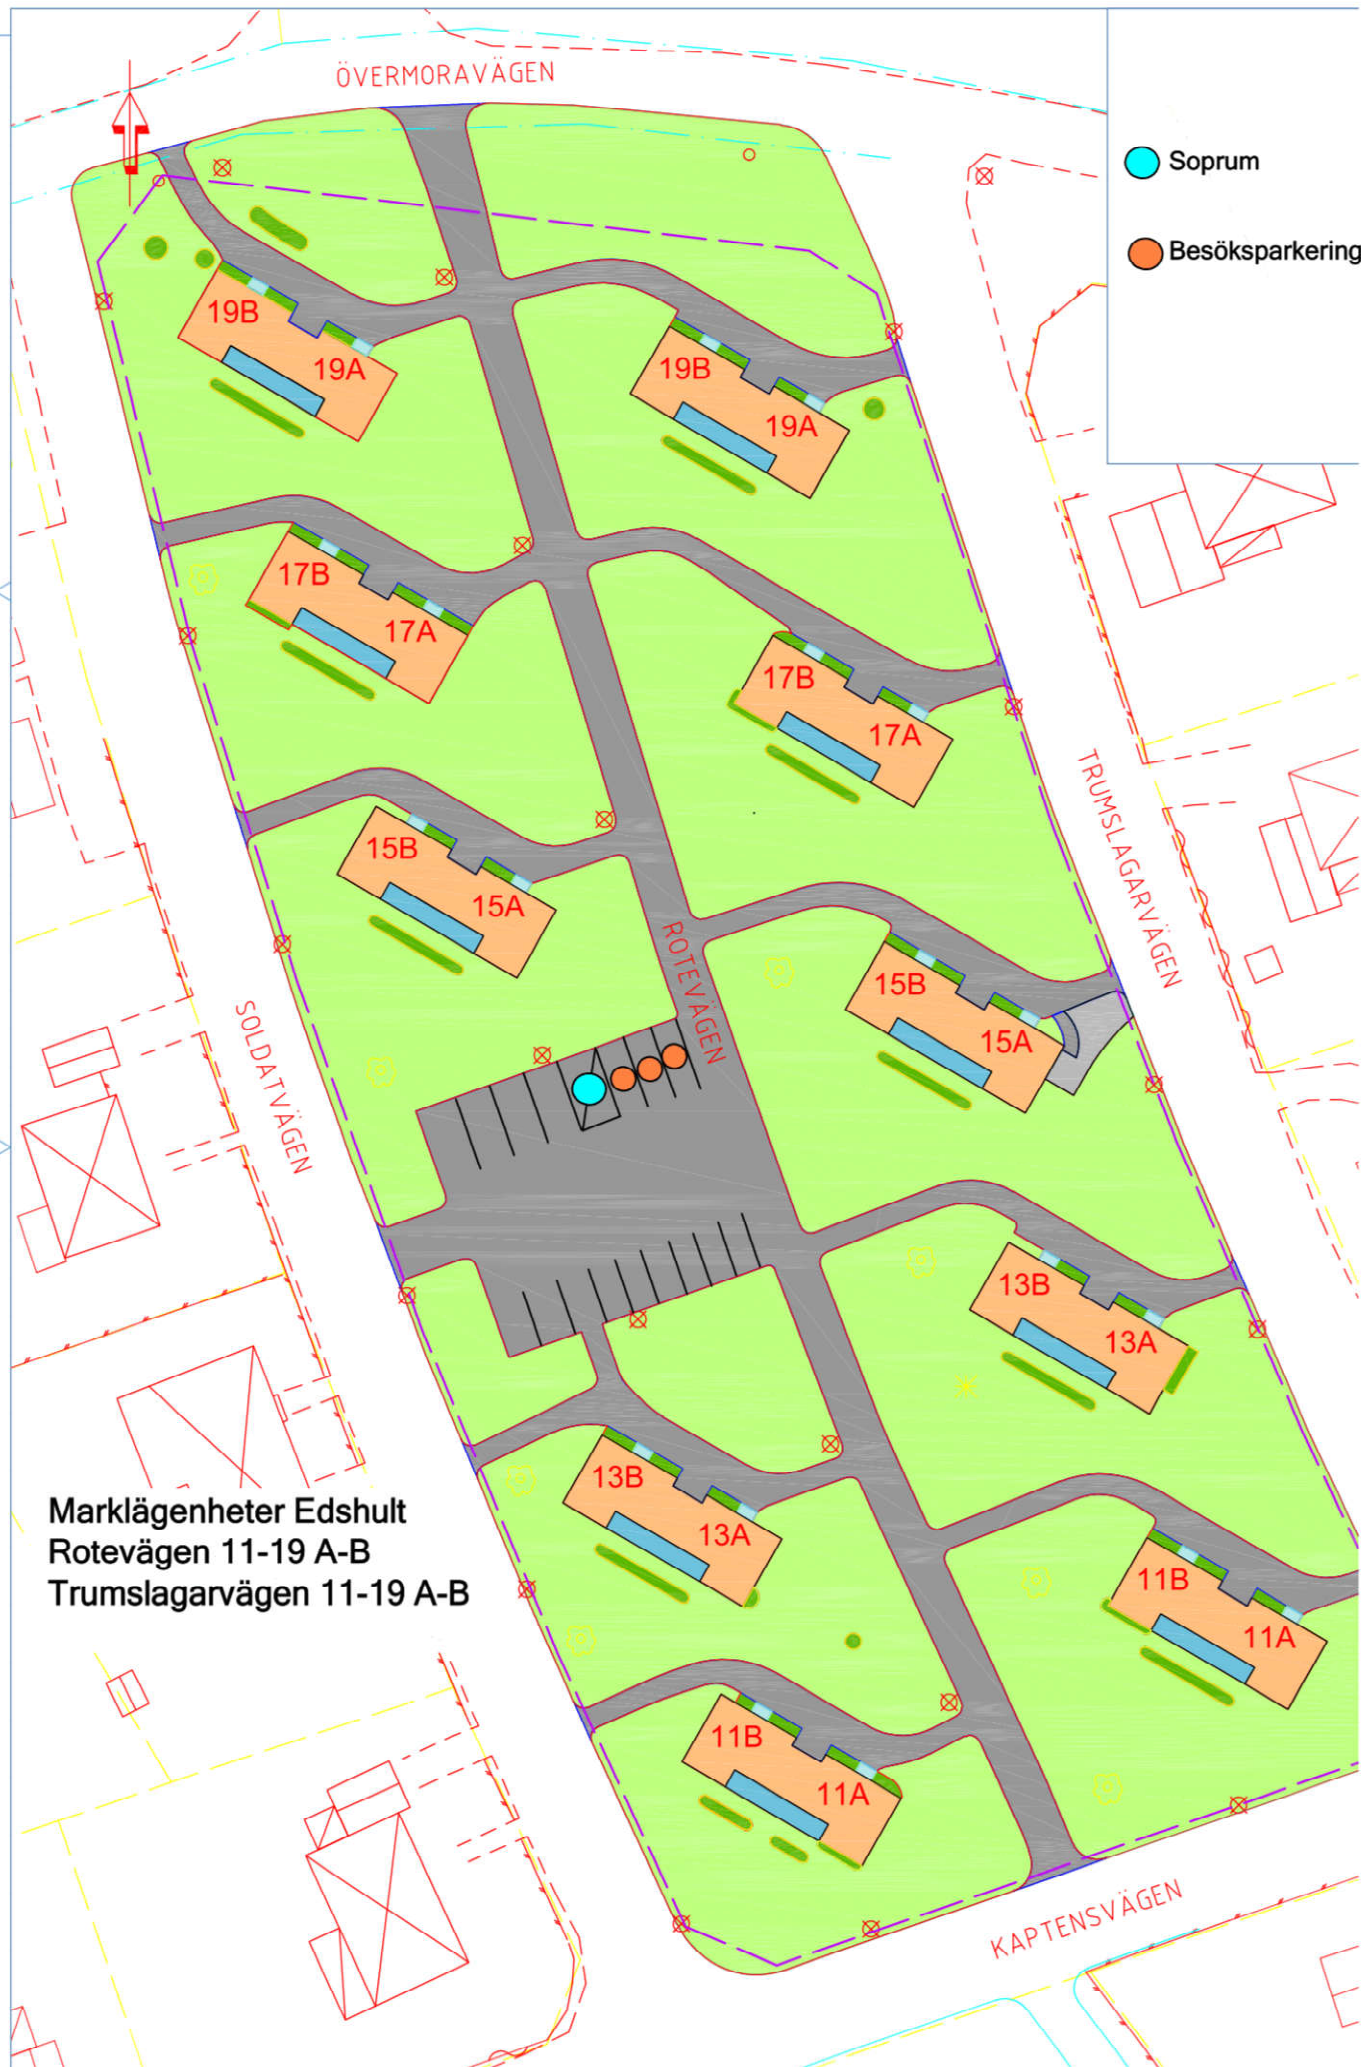 ÖVERMORAVÄGEN
Soprum
Besöksparkering
19B
19A
19B
19A
17B
17A
17B
17A
TRUMSLAGARVÄGEN
15B
15A
ROTEVÄGEN
15B
15A
SOLDATVÄGEN
13B
13A
13B
13A
Marklägenheter Edshult
Rotevägen 11-19 A-B
Trumslagarvägen 11-19 A-B
11B
11A
11B
11A
KAPTENSVÄGEN